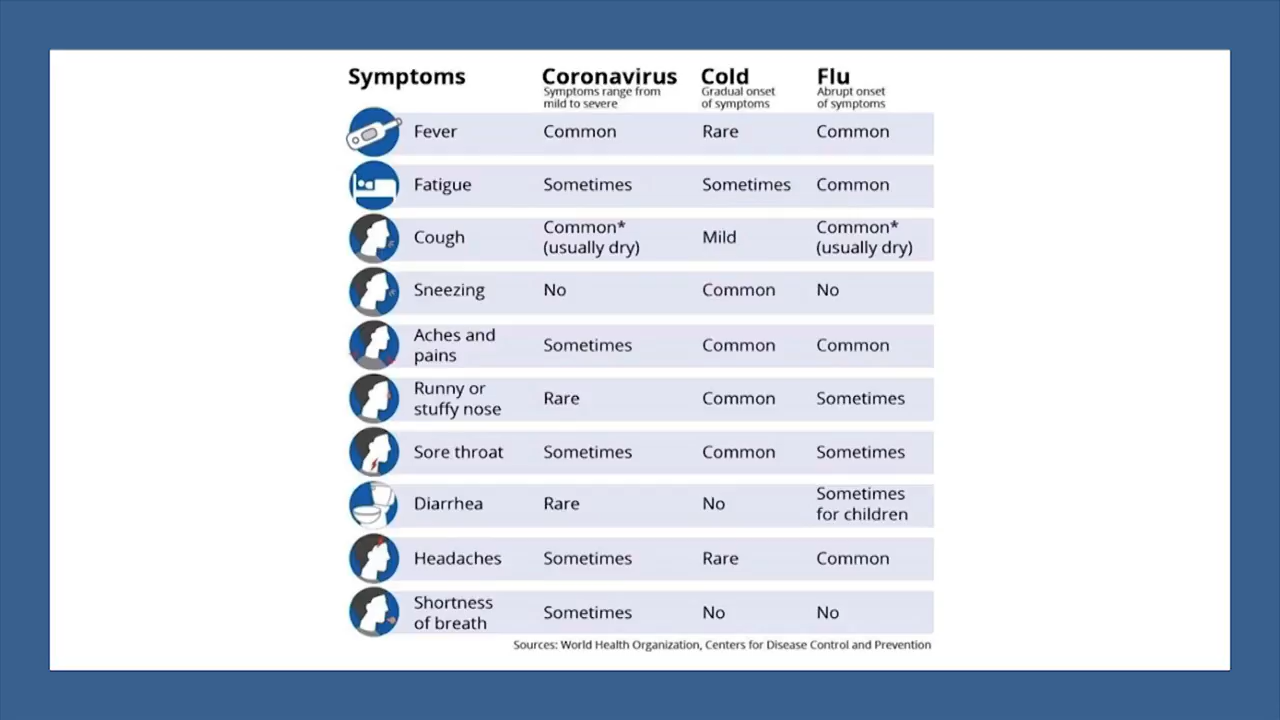 Symptoms Coronavirus Cold Flu
Symptoms range from Gradual onset Abrupt onset
mild to severe of symptoms of symptoms
Fever Common Rare Common
Fatigue Sometimes Sometimes Common
Common* Common*
Cough Mild
(usually dry) (usually dry)
Sneezing No Common No
Aches and
pains Sometimes Common Common
Runny or
stuffy nose Rare Common Sometimes
Sore throat Sometimes Common Sometimes
Diarrhea Rare No Sometimes
for children
Headaches Sometimes Rare Common
Shortness
of breath Sometimes No No
Sources: World Health Organization, Centers for Disease Control and Prevention